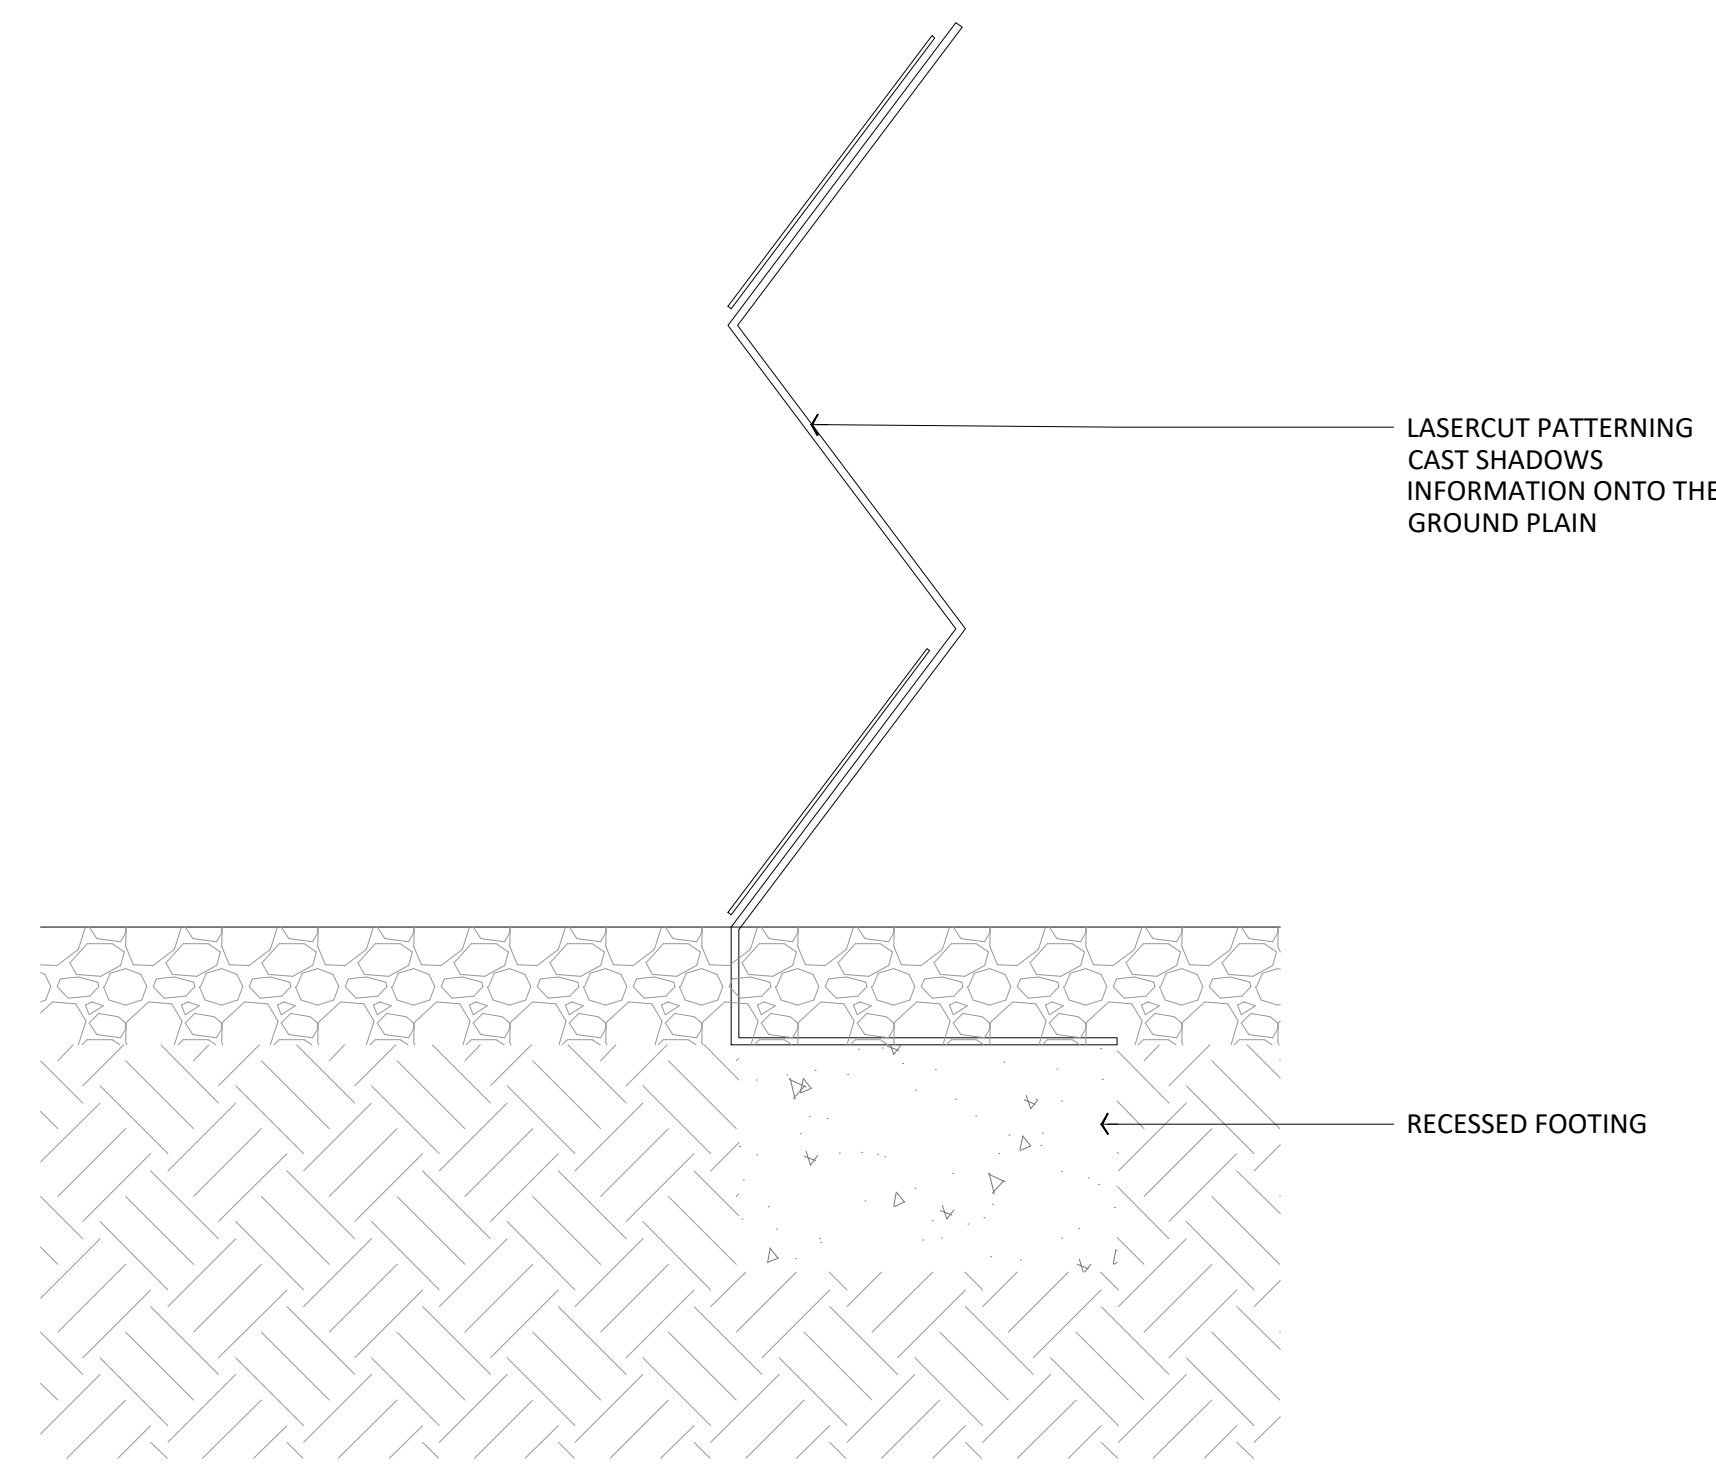 LASERCUT PATTERNING
CAST SHADOWS
INFORMATION ONTO THE
GROUND PLAIN
RECESSED FOOTING